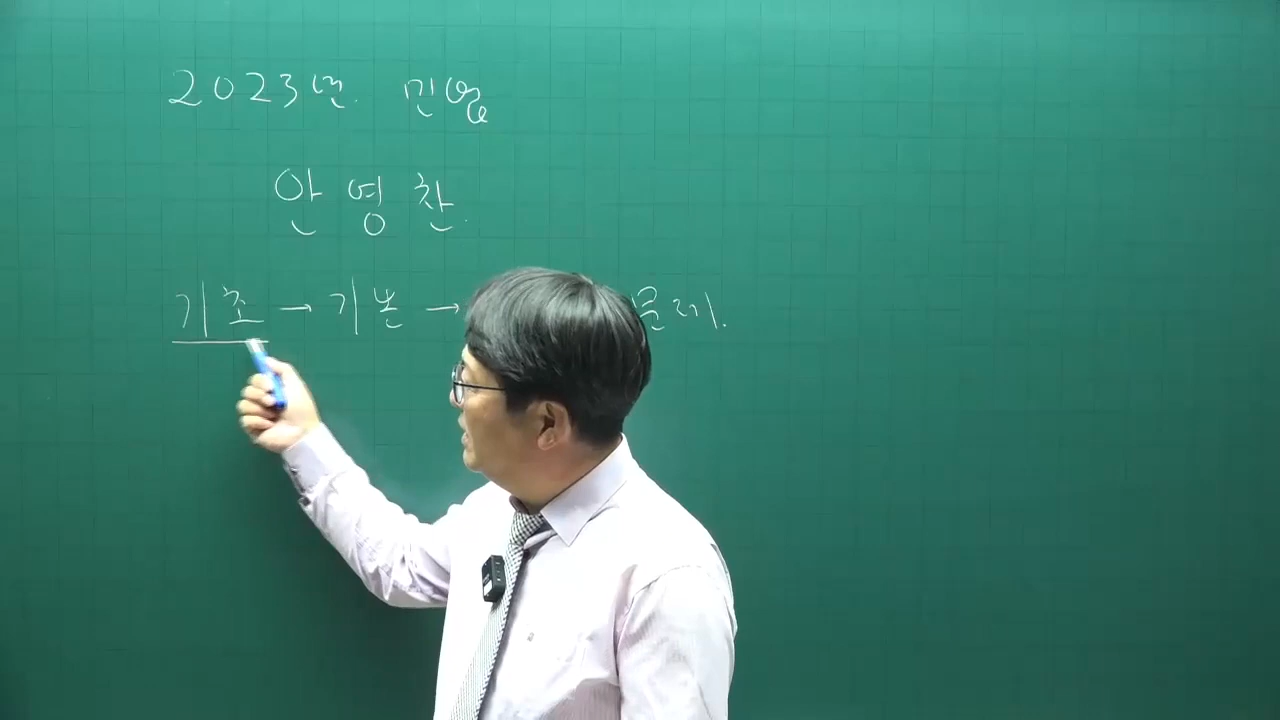 2023년. 민법
안영찬.
기초 → 기본 →